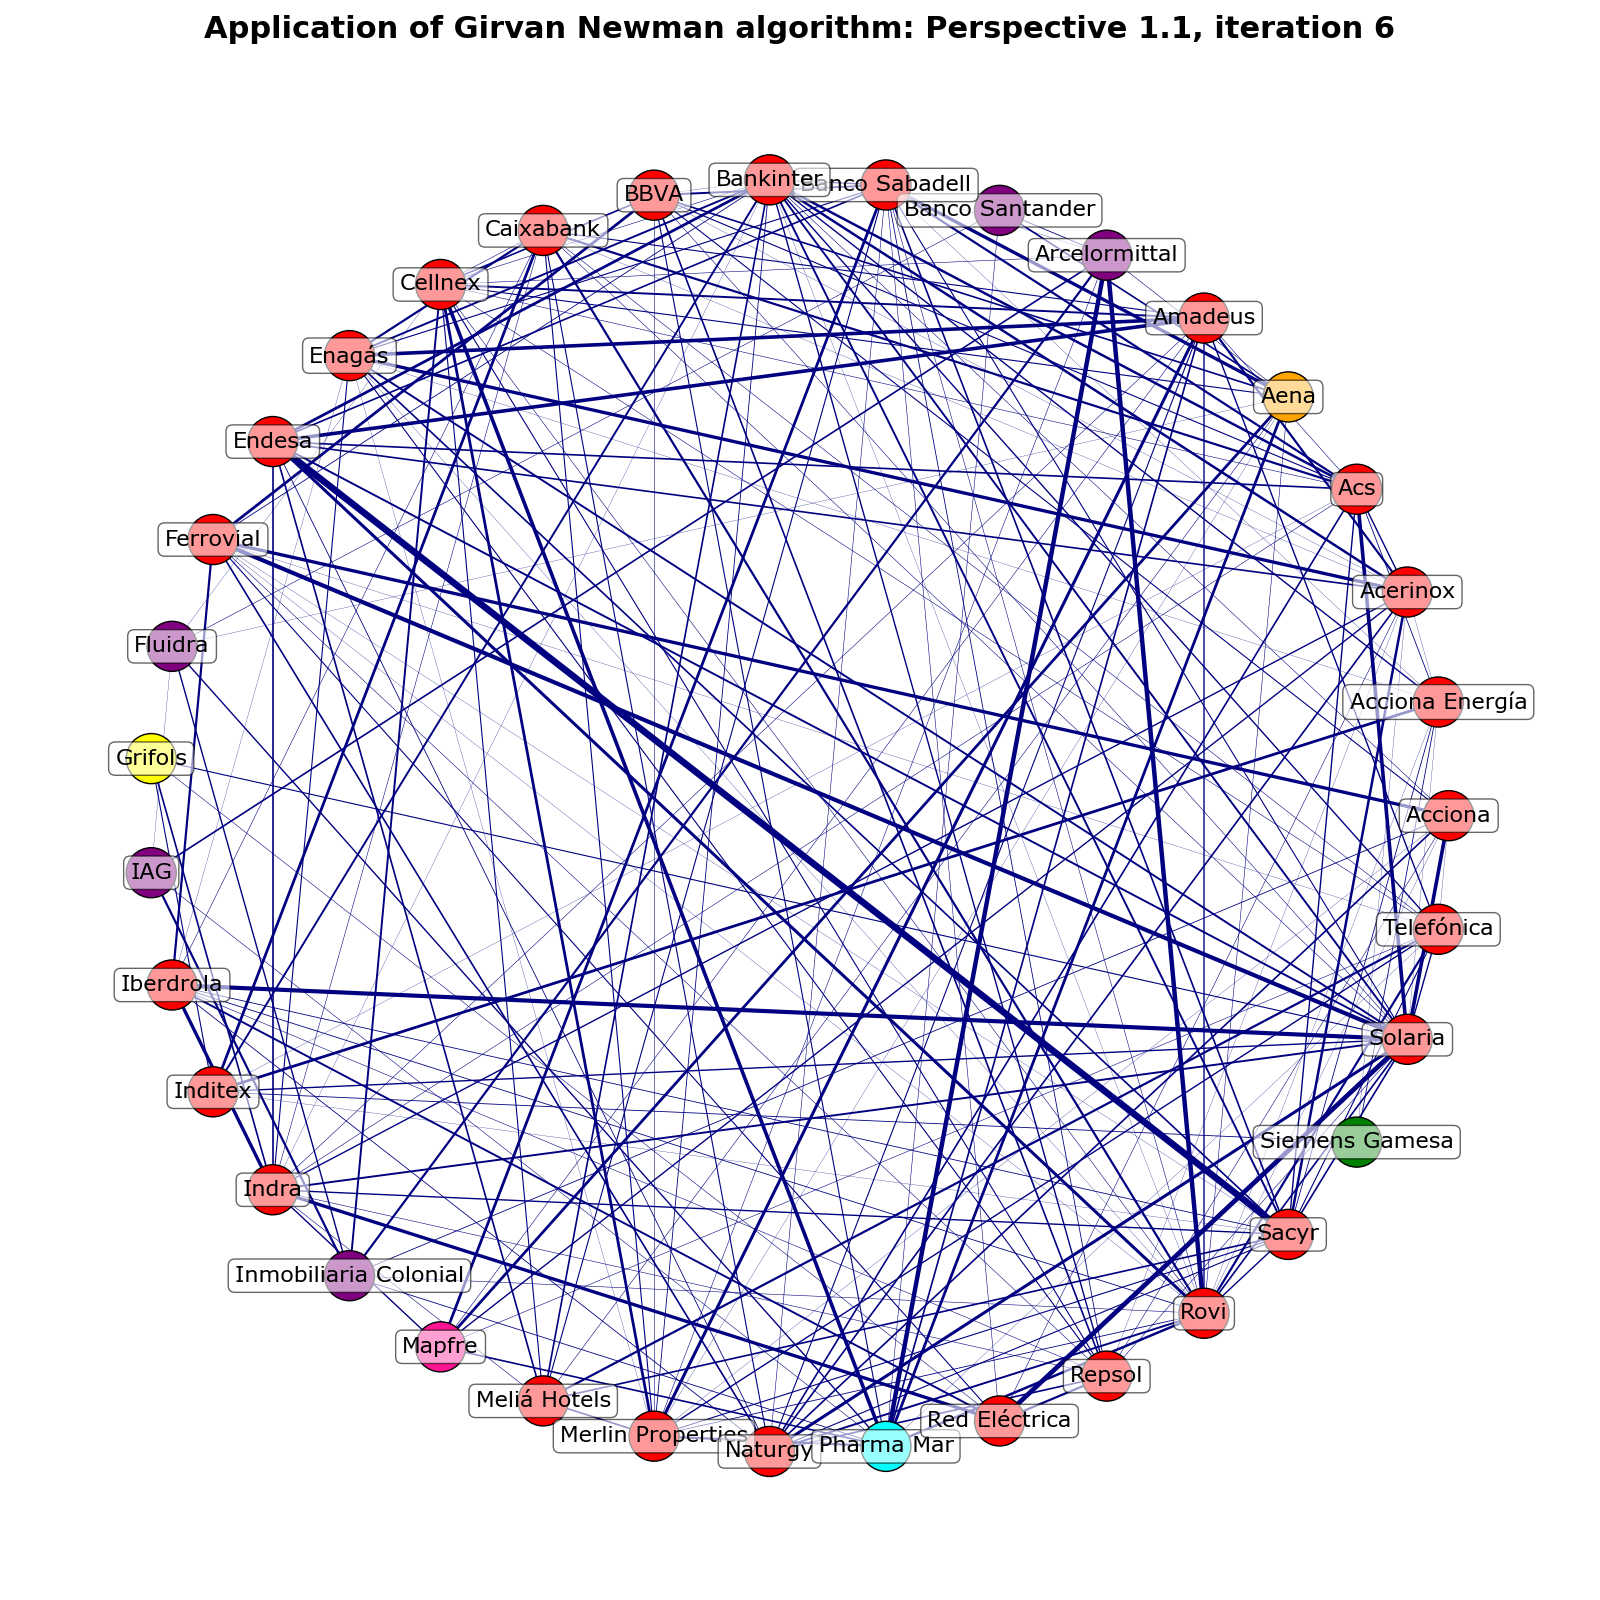 Application of Girvan Newman algorithm: Perspective 1.1, iteration 6
Bankinter
Banco Sabadell
BBVA
Banco Santander
Caixabank
Arcelormittal
Cellnex
Amadeus
Enagás
Aena
Endesa
Acs
Ferrovial
Acerinox
Fluidra
Acciona Energía
Grifols
Acciona
IAG
Telefónica
Iberdrola
Solaria
Inditex
Siemens Gamesa
Indra
Sacyr
Inmobiliaria Colonial
Rovi
Mapfre
Repsol
Meliá Hotels
Red Eléctrica
Merlin Properties
Pharma Mar
Naturgy